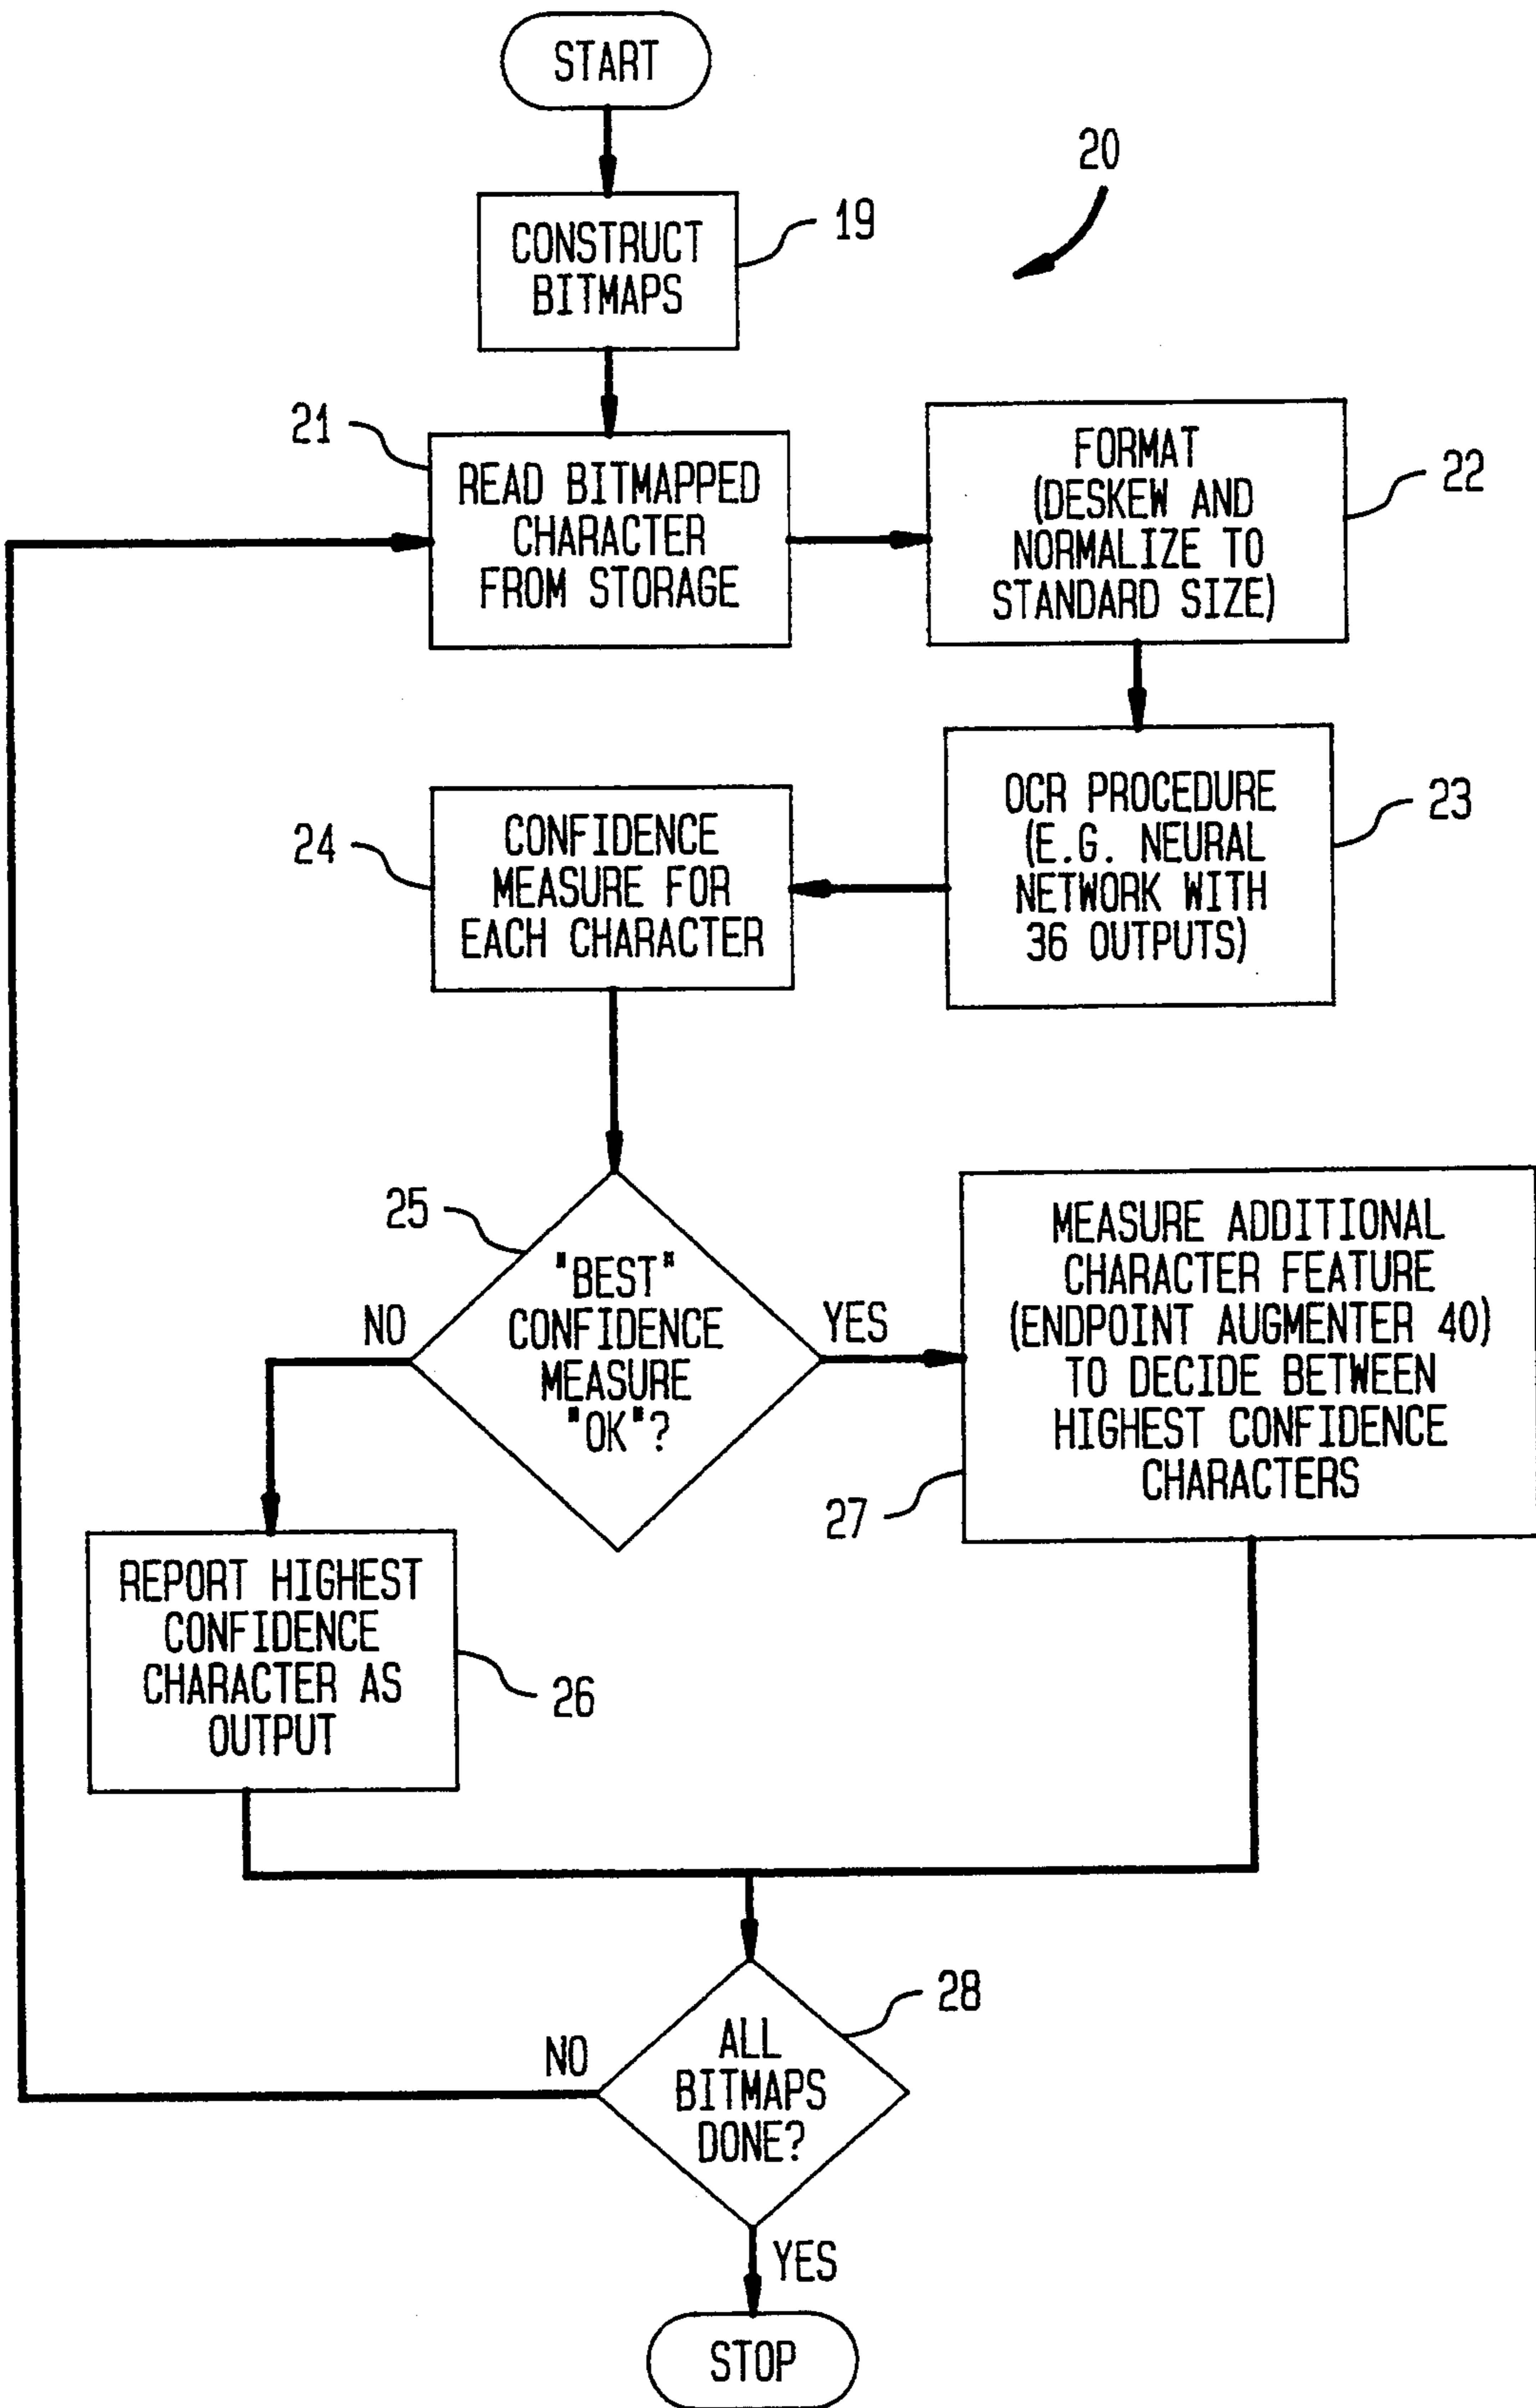 START
20
CONSTRUCT
BITMAPS
19
21
READ BITMAPPED
CHARACTER
FROM STORAGE
FORMAT
(DESKEW AND
NORMALIZE TO
STANDARD SIZE)
22
OCR PROCEDURE
(E.G. NEURAL
NETWORK WITH
36 OUTPUTS)
23
24
CONFIDENCE
MEASURE FOR
EACH CHARACTER
25
"BEST"
CONFIDENCE
MEASURE
"OK"?
NO
YES
MEASURE ADDITIONAL
CHARACTER FEATURE
(ENDPOINT AUGMENTER 40)
TO DECIDE BETWEEN
HIGHEST CONFIDENCE
CHARACTERS
27
REPORT HIGHEST
CONFIDENCE
CHARACTER AS
OUTPUT
26
28
ALL
BITMAPS
DONE?
NO
YES
STOP